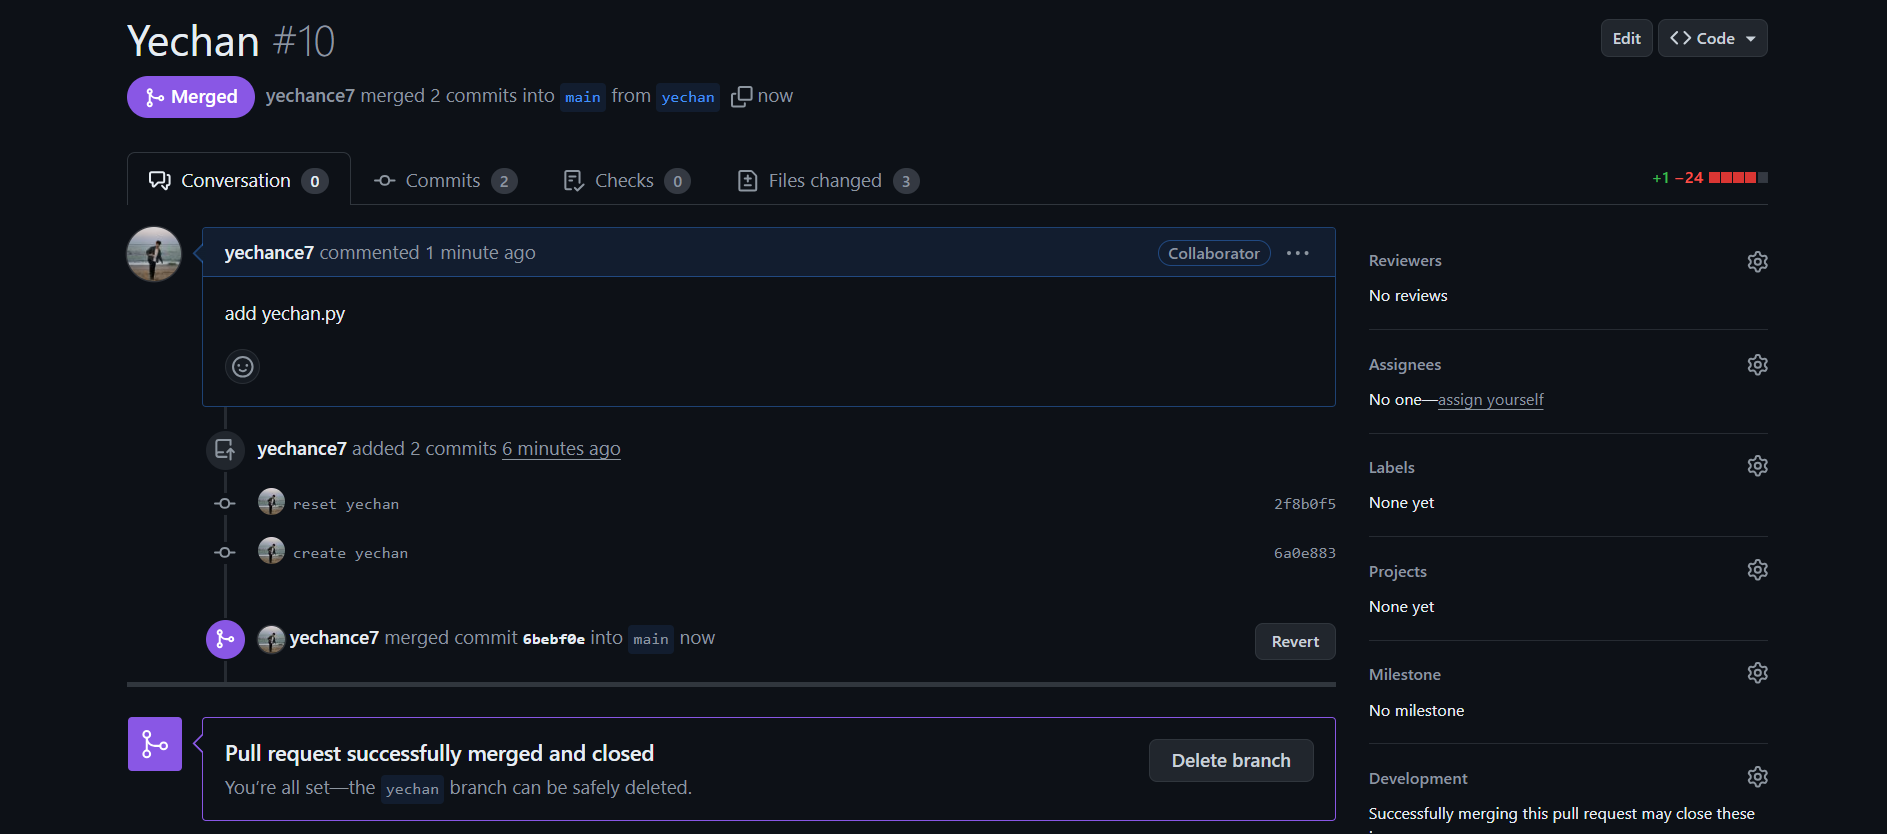 Yechan #10
Edit
Code
Merged
yechance7 merged 2 commits into main from yechan now
Conversation 0
Commits 2
Checks 0
Files changed 3
+1 −24
yechance7 commented 1 minute ago
Collaborator
add yechan.py
yechance7 added 2 commits 6 minutes ago
reset yechan 2f8b0f5
create yechan 6a0e883
yechance7 merged commit 6bebf0e into main now
Revert
Pull request successfully merged and closed
You’re all set—the yechan branch can be safely deleted.
Delete branch
Reviewers
No reviews
Assignees
No one—assign yourself
Labels
None yet
Projects
None yet
Milestone
No milestone
Development
Successfully merging this pull request may close these